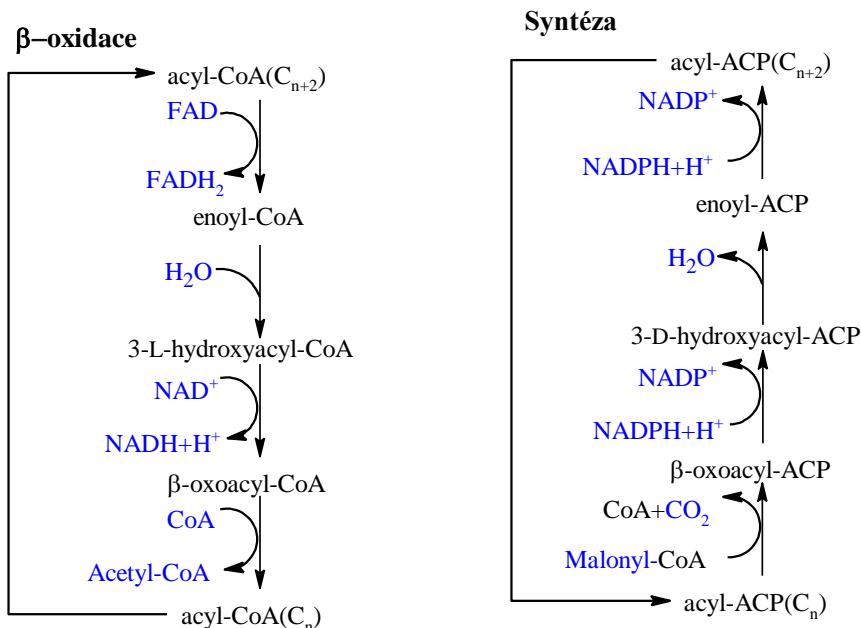 β–oxidace
acyl-CoA(Cn+2)
FAD
FADH2
enoyl-CoA
H2O
3-L-hydroxyacyl-CoA
NAD+
NADH+H+
β-oxoacyl-CoA
CoA
Acetyl-CoA
acyl-CoA(Cn)
Syntéza
acyl-ACP(Cn+2)
NADP+
NADPH+H+
enoyl-ACP
H2O
3-D-hydroxyacyl-ACP
NADP+
NADPH+H+
β-oxoacyl-ACP
CoA+CO2
Malonyl-CoA
acyl-ACP(Cn)